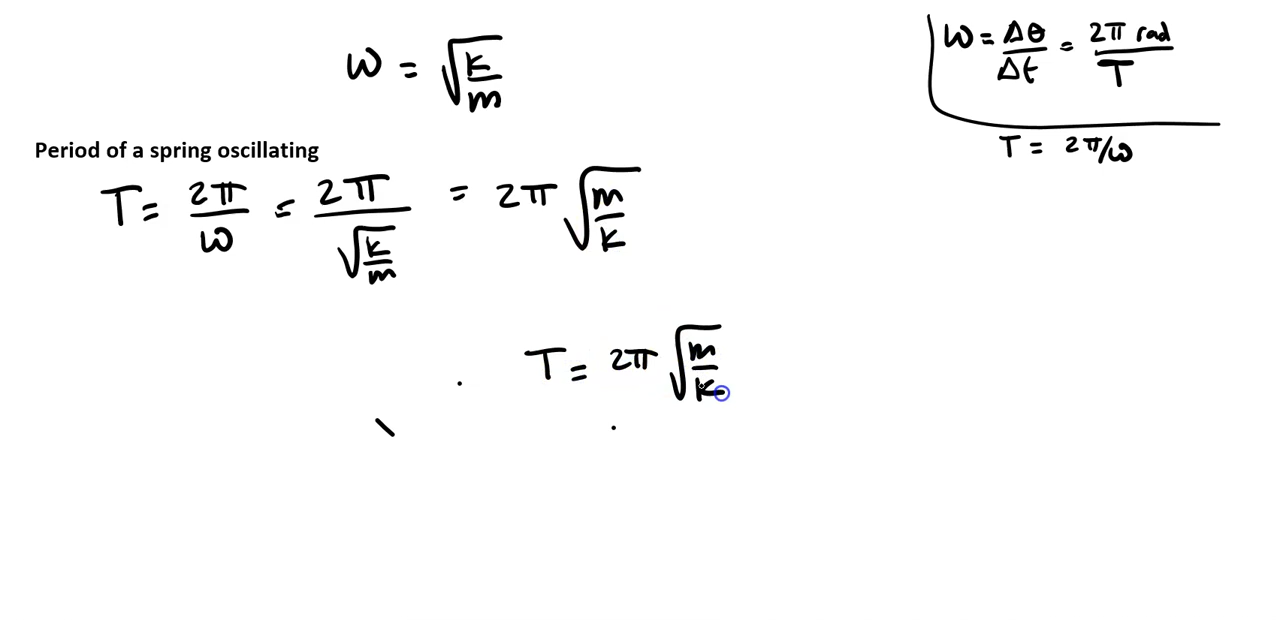 ω = √(k/m)
ω = Δθ/Δt = 2π rad/T
T = 2π/ω
Period of a spring oscillating
T = 2π/ω = 2π/√(k/m) = 2π √(m/k)
T = 2π √(m/k)